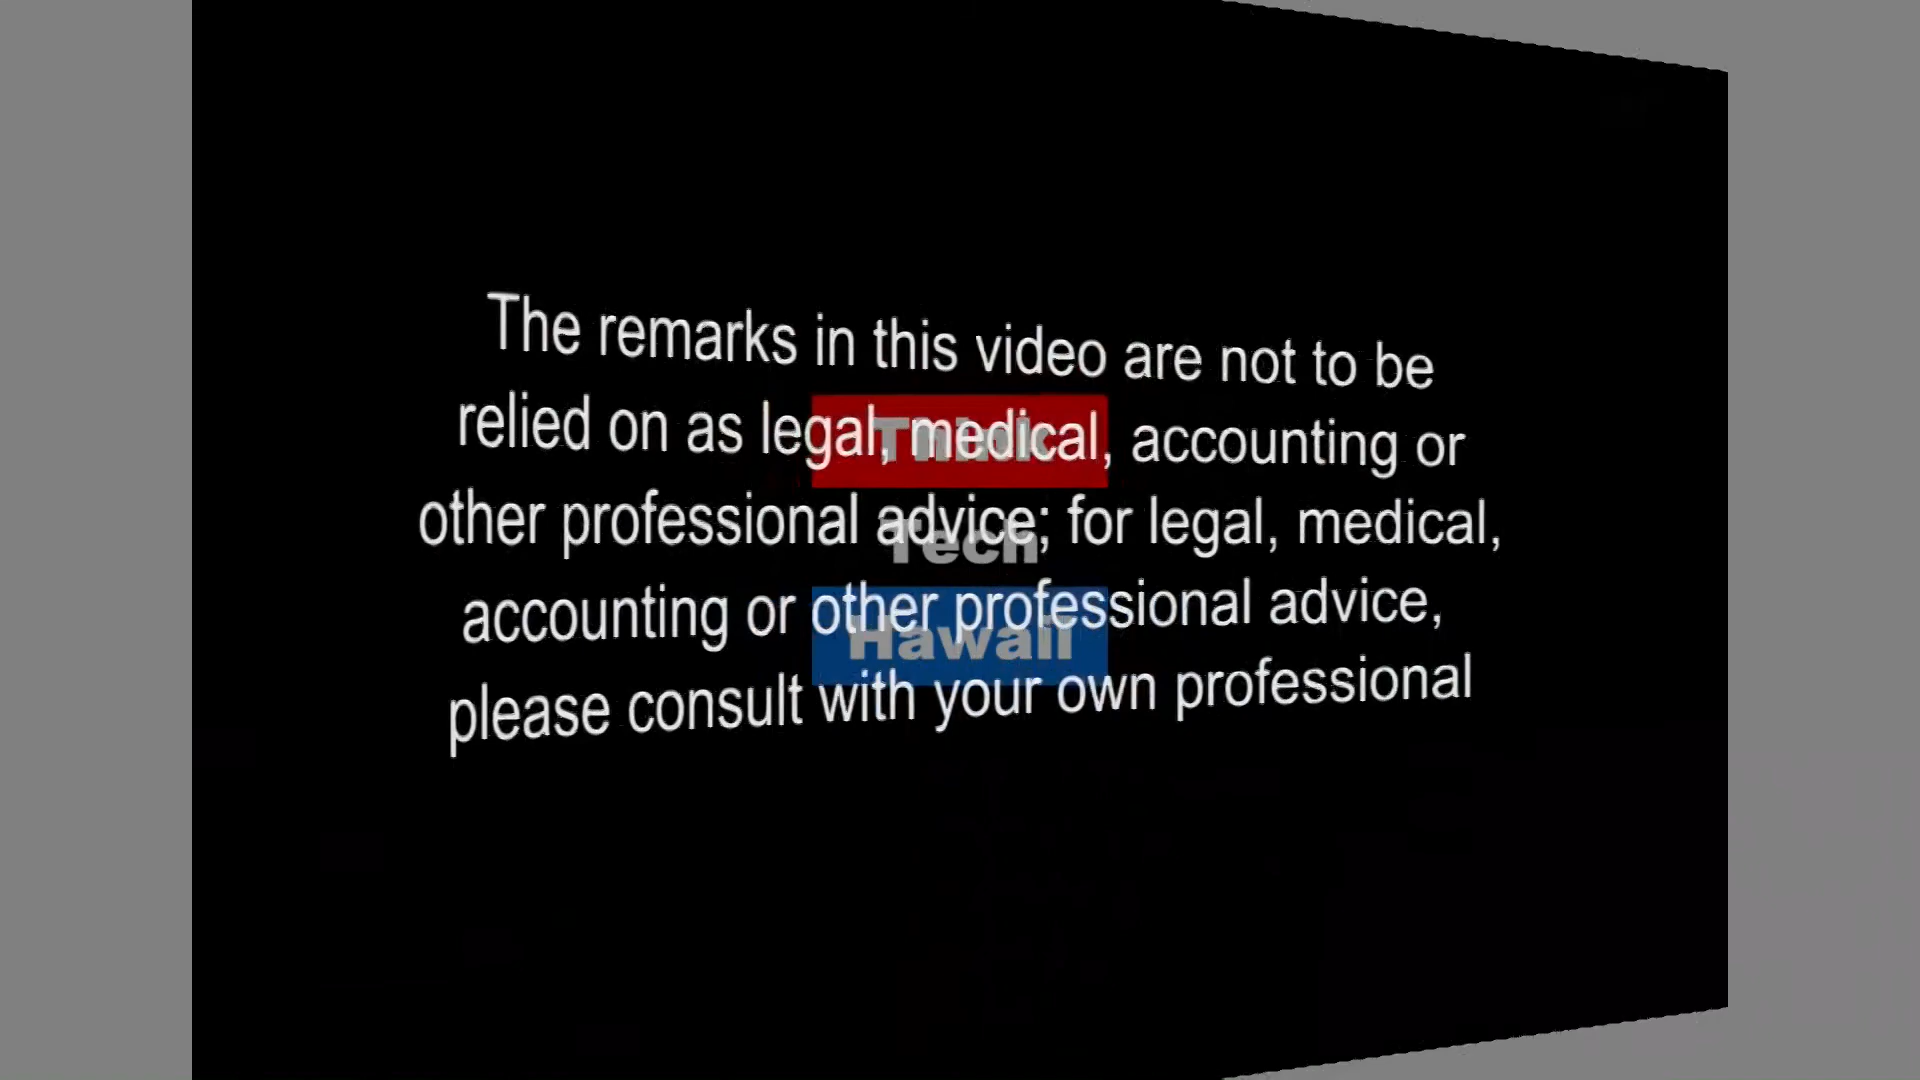 The remarks in this video are not to be
relied on as legal, medical, accounting or
other professional advice; for legal, medical,
accounting or other professional advice,
please consult with your own professional
Think
Tech
Hawaii